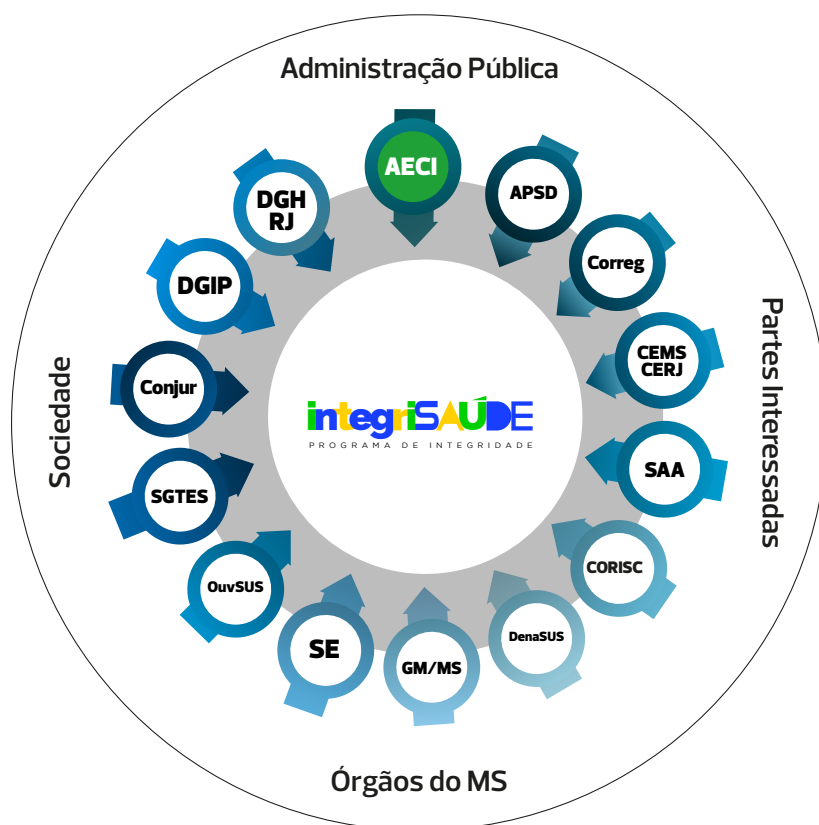 Administração Pública
AECI
APSD
Correg
CEMS
CERJ
SAA
CORISC
DenaSUS
GM/MS
SE
OuvSUS
SGTES
Conjur
DGIP
DGH
RJ
integriSAÚDE
PROGRAMA DE INTEGRIDADE
Partes Interessadas
Órgãos do MS
Sociedade